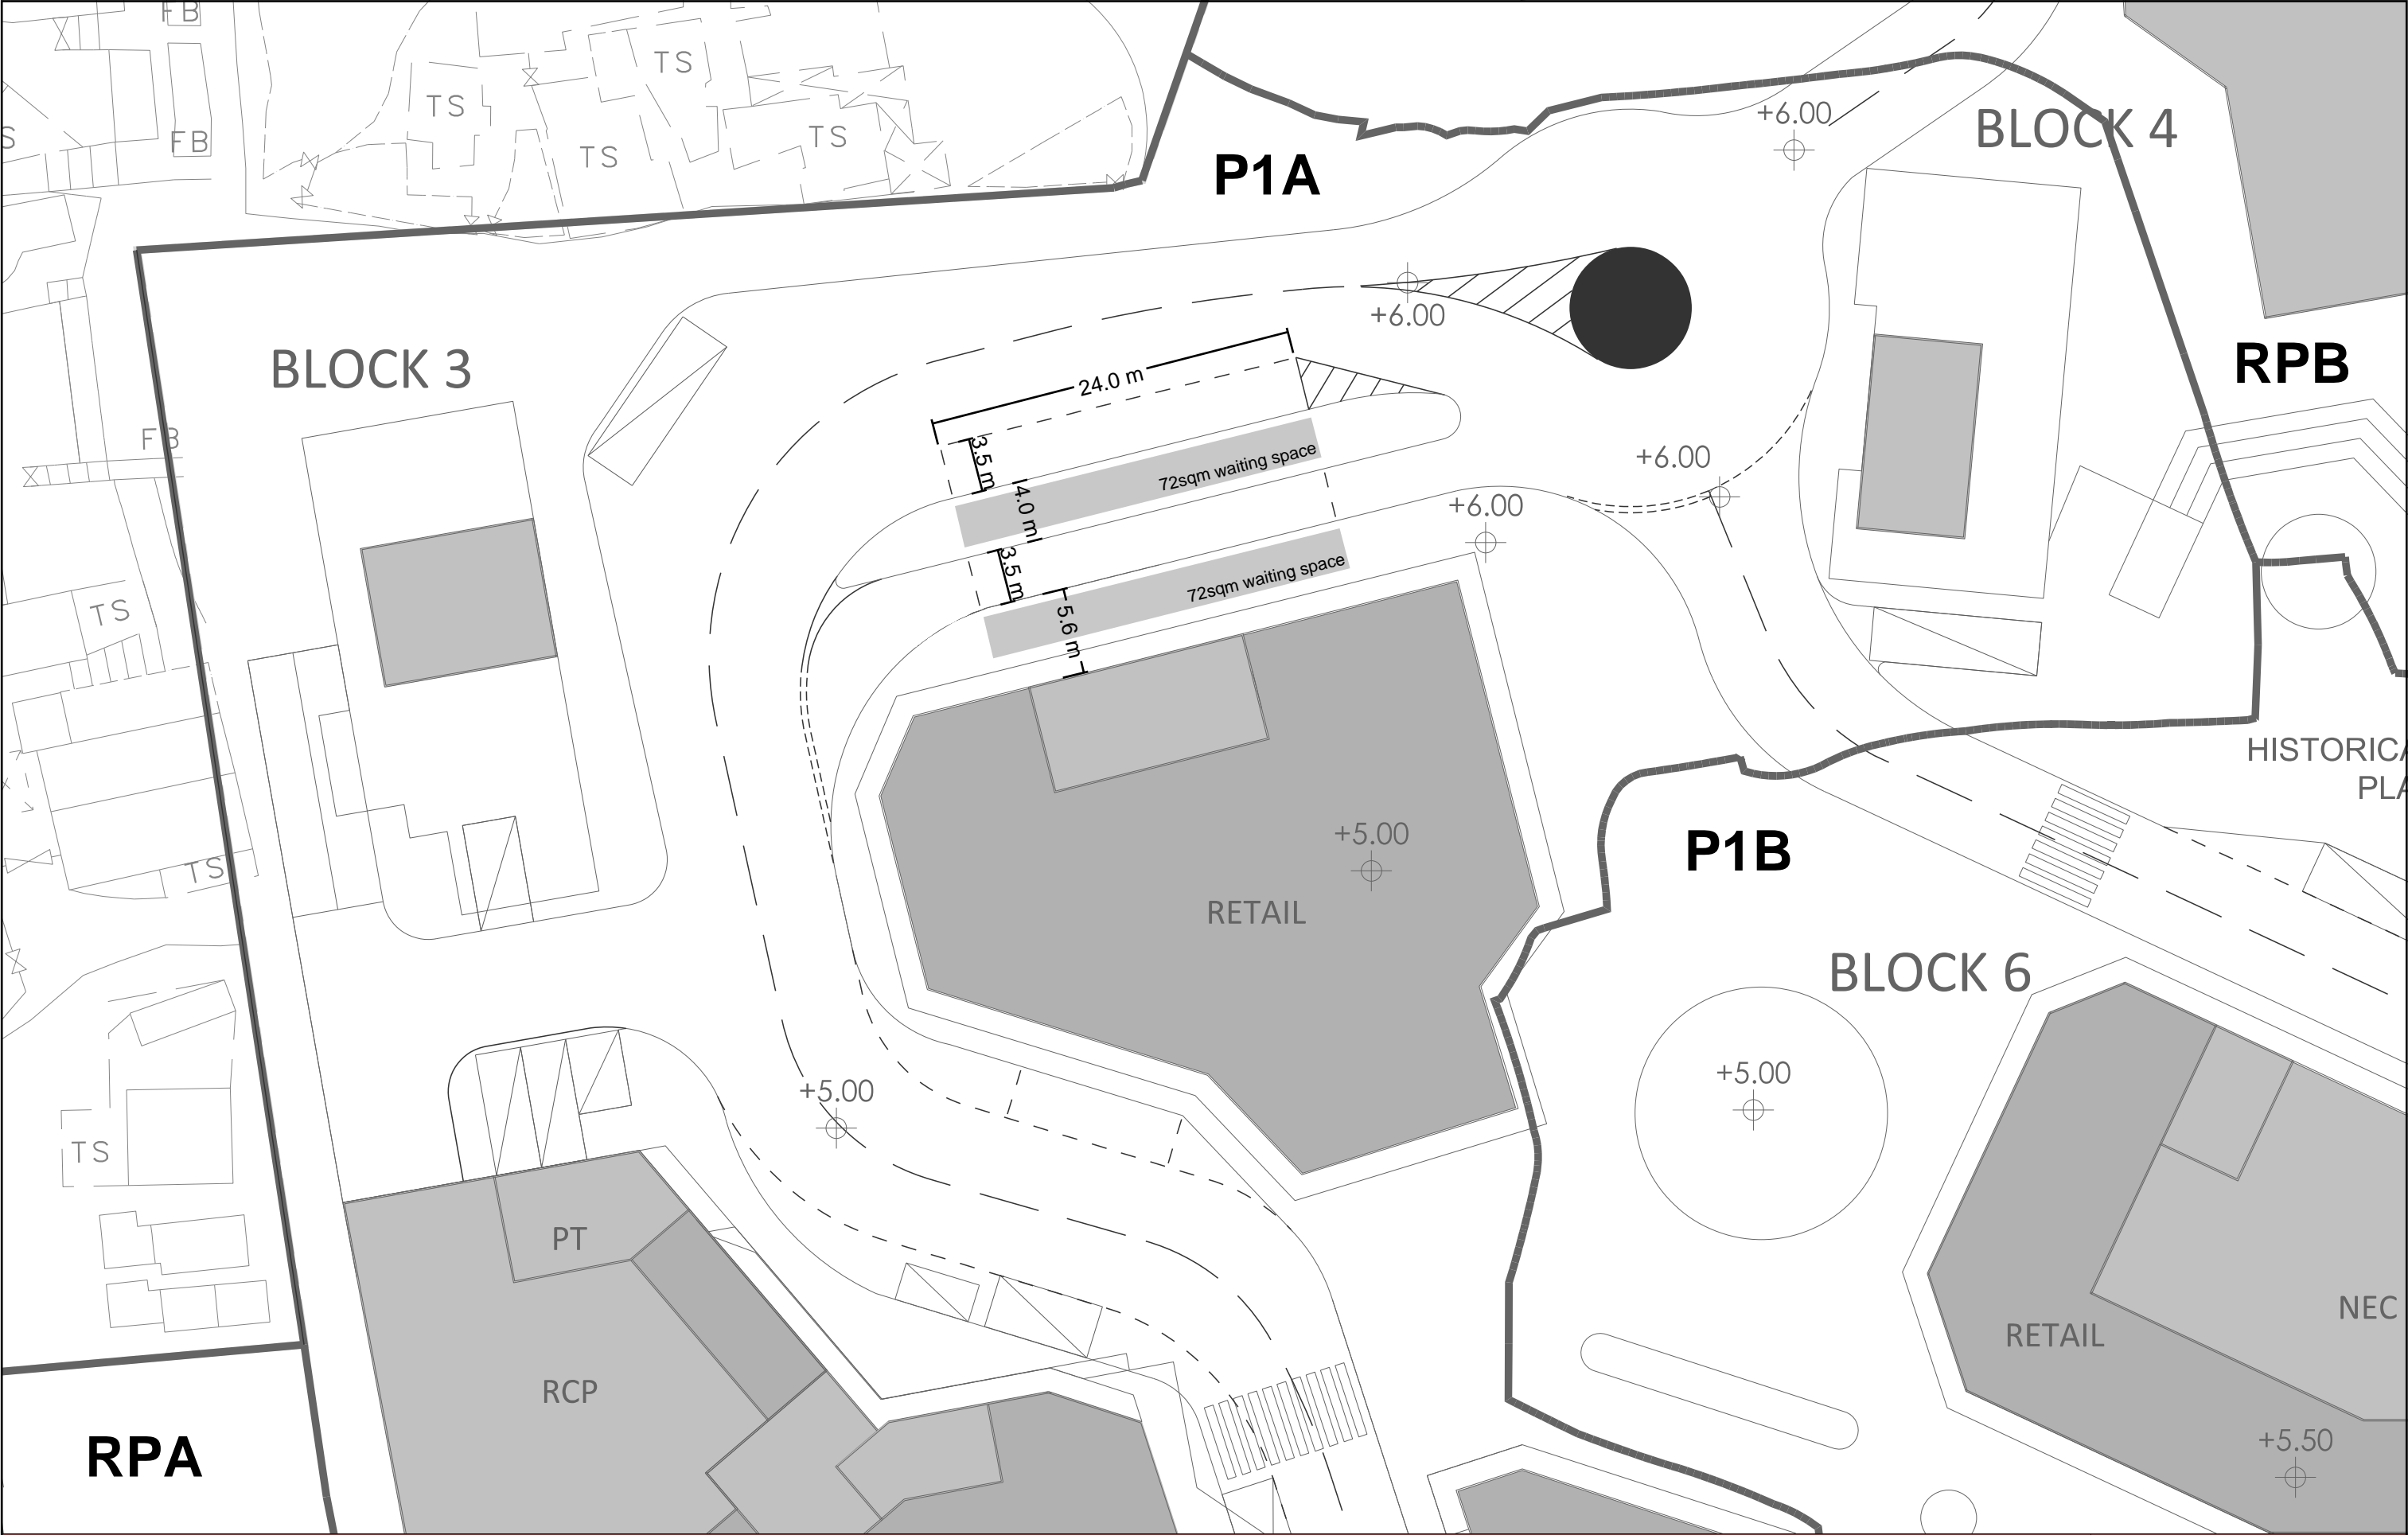 FB
TS
TS
S
FB
TS
TS
+6.00
BLOCK 4
P1A
+6.00
BLOCK 3
RPB
24.0 m
FB
3.5 m
72sqm waiting space
+6.00
4.0 m
+6.00
3.5 m
72sqm waiting space
TS
5.6 m
HISTORICA
PLA
+5.00
P1B
TS
RETAIL
BLOCK 6
+5.00
+5.00
TS
PT
NEC
RETAIL
RCP
+5.50
RPA